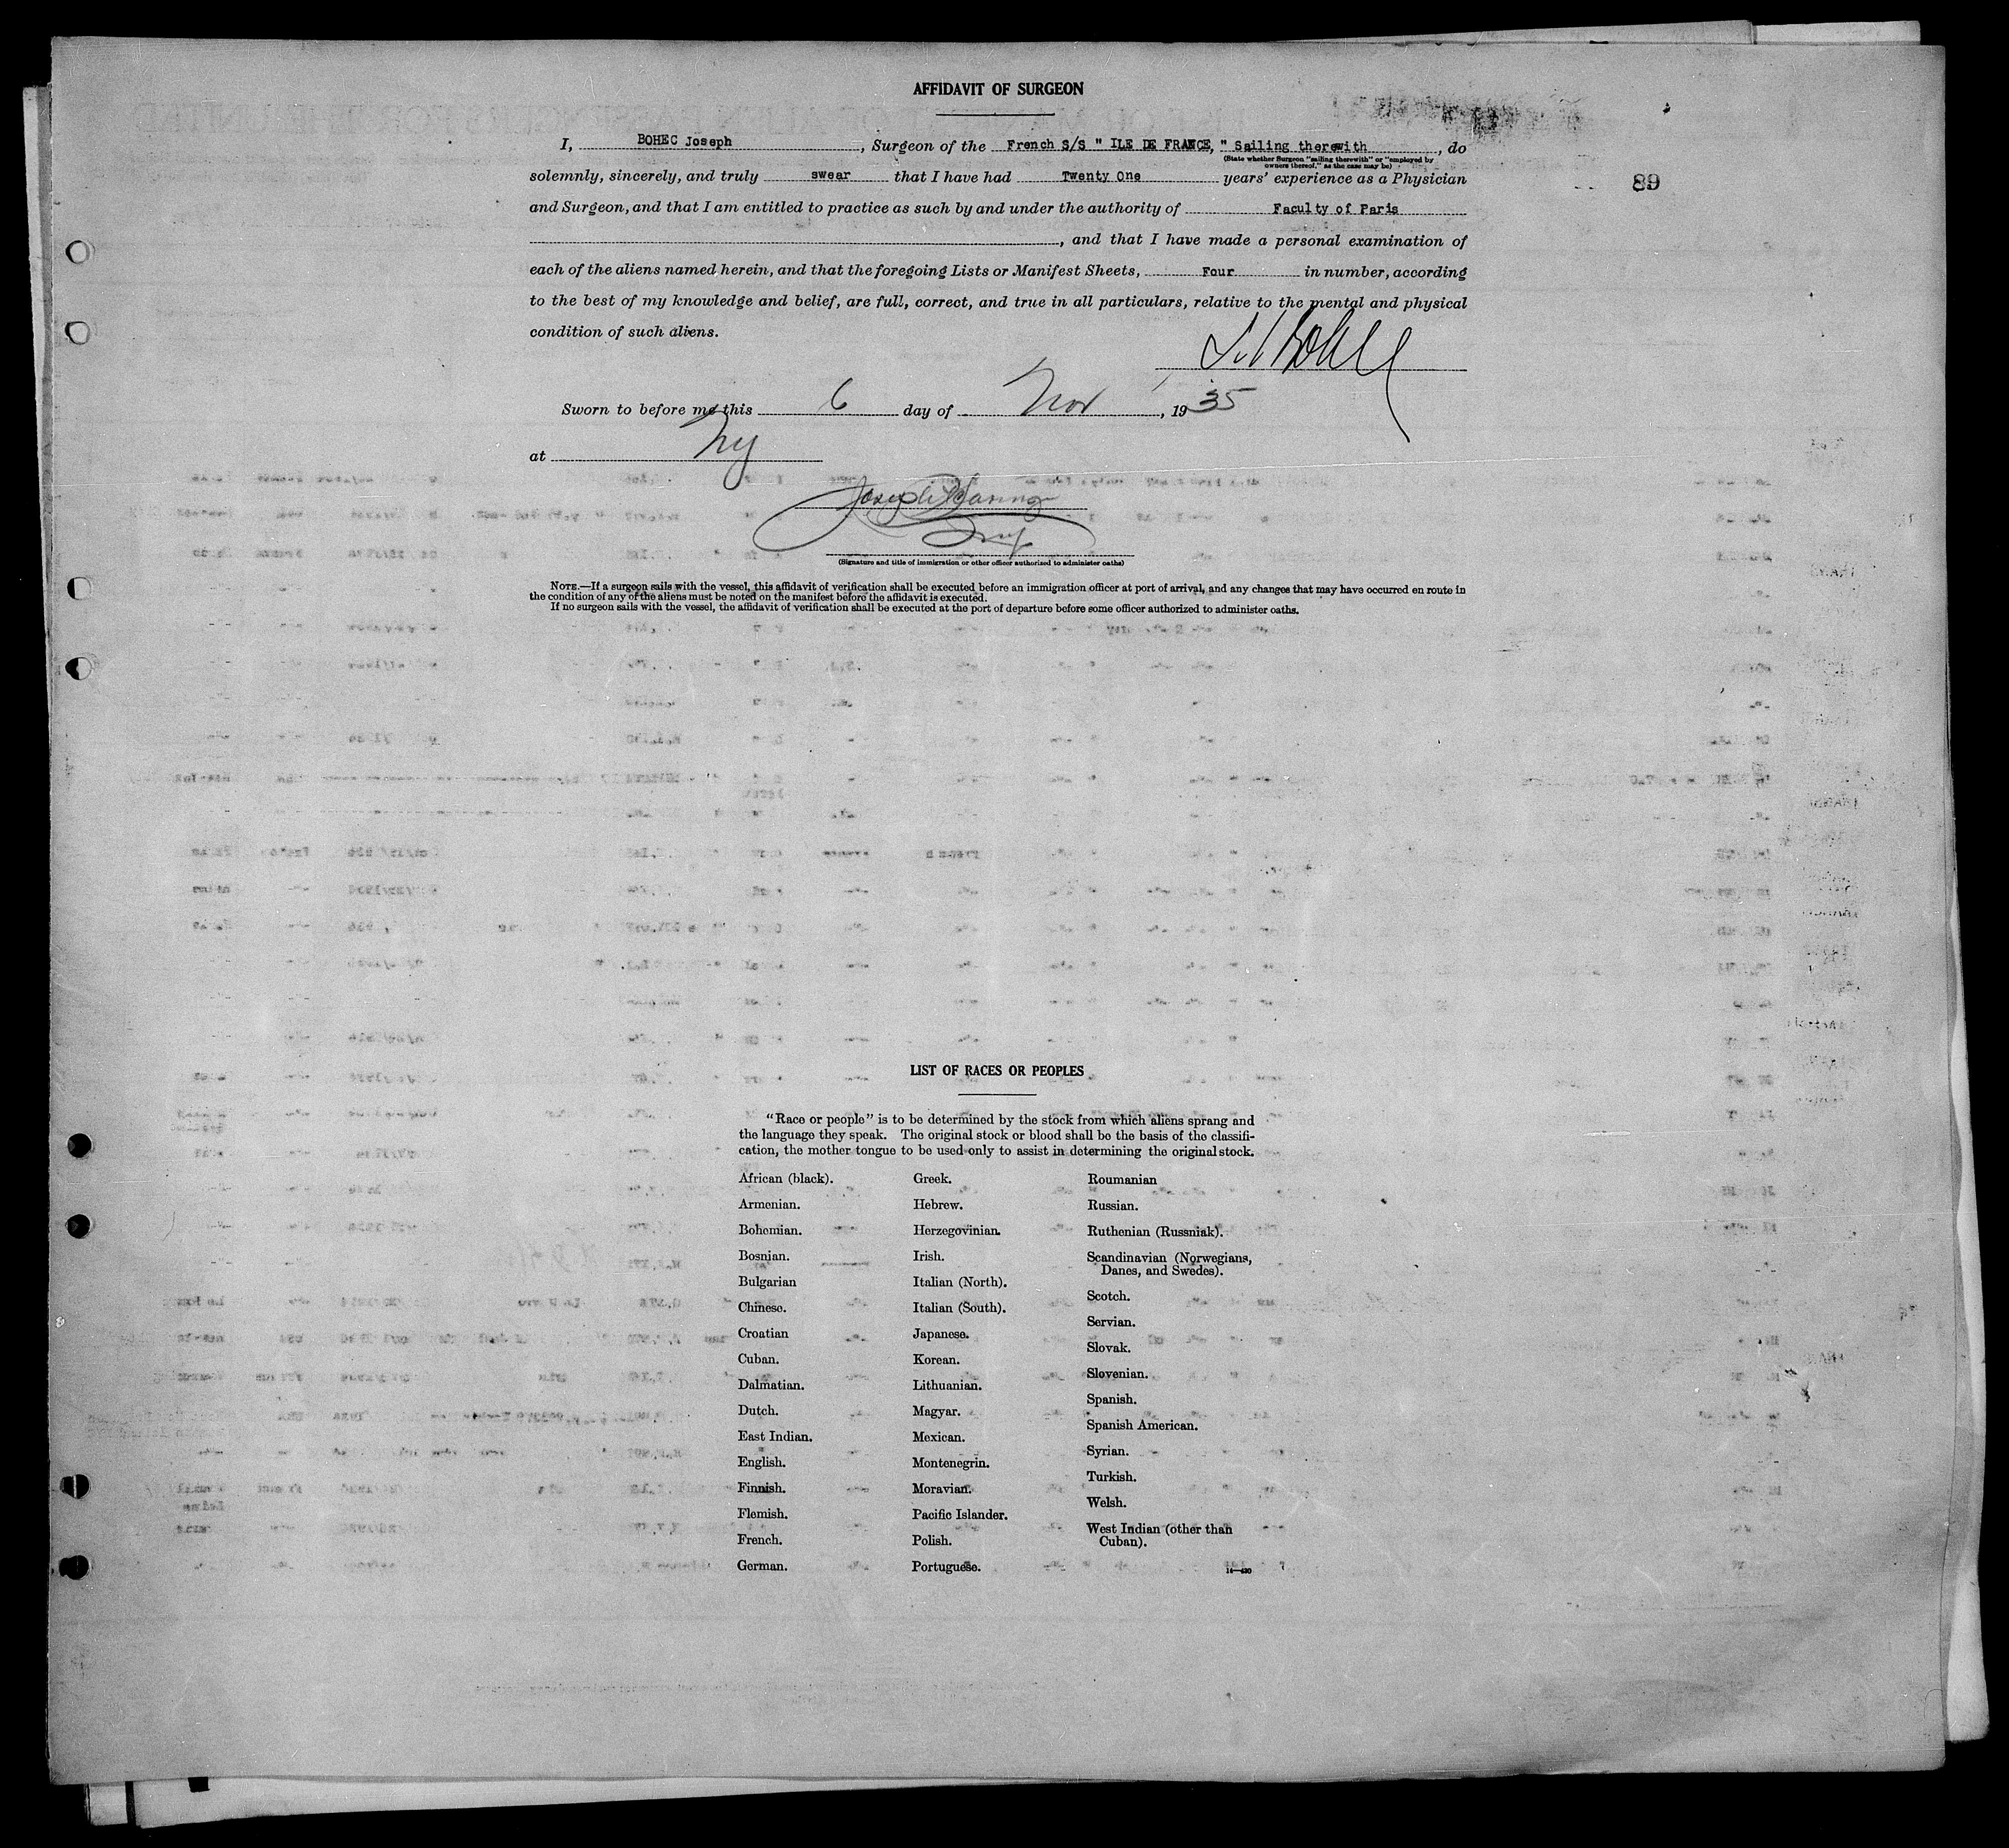 AFFIDAVIT OF SURGEON
I, BOHEC Joseph, Surgeon of the French S/S " ILE DE FRANCE, " Sailing therewith, do
(State whether Surgeon "sailing therewith" or "employed by
owners thereof," as the case may be)
solemnly, sincerely, and truly swear that I have had Twenty One years' experience as a Physician
89
and Surgeon, and that I am entitled to practice as such by and under the authority of Faculty of Paris
, and that I have made a personal examination of
each of the aliens named herein, and that the foregoing Lists or Manifest Sheets, Four in number, according
to the best of my knowledge and belief, are full, correct, and true in all particulars, relative to the mental and physical
condition of such aliens.
Sworn to before me this 6 day of Nov, 1935
at Ny
Joseph
(Signature and title of immigration or other officer authorized to administer oaths)
NOTE.—If a surgeon sails with the vessel, this affidavit of verification shall be executed before an immigration officer at port of arrival, and any changes that may have occurred en route in
the condition of any of the aliens must be noted on the manifest before the affidavit is executed.
If no surgeon sails with the vessel, the affidavit of verification shall be executed at the port of departure before some officer authorized to administer oaths.
LIST OF RACES OR PEOPLES
"Race or people" is to be determined by the stock from which aliens sprang and
the language they speak. The original stock or blood shall be the basis of the classifi-
cation, the mother tongue to be used only to assist in determining the original stock.
African (black).
Armenian.
Bohemian.
Bosnian.
Bulgarian
Chinese.
Croatian
Cuban.
Dalmatian.
Dutch.
East Indian.
English.
Finnish.
Flemish.
French.
German.
Greek.
Hebrew.
Herzegovinian.
Irish.
Italian (North).
Italian (South).
Japanese.
Korean.
Lithuanian.
Magyar.
Mexican.
Montenegrin.
Moravian.
Pacific Islander.
Polish.
Portuguese.
Roumanian
Russian.
Ruthenian (Russniak).
Scandinavian (Norwegians,
Danes, and Swedes).
Scotch.
Servian.
Slovak.
Slovenian.
Spanish.
Spanish American.
Syrian.
Turkish.
Welsh.
West Indian (other than
Cuban).